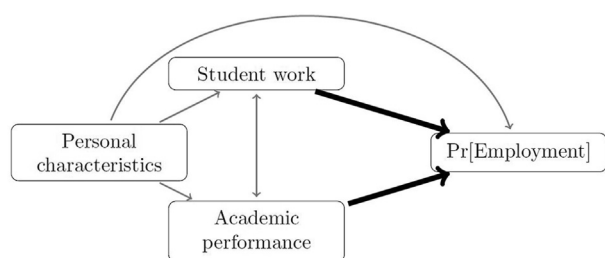 Student work
Personal
characteristics
Pr[Employment]
Academic
performance